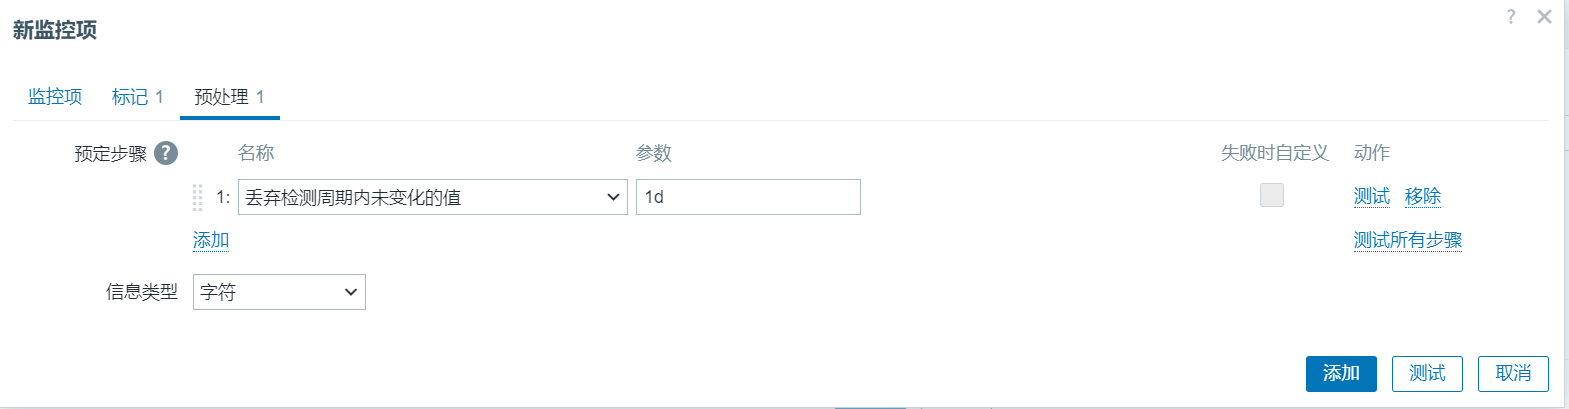 新监控项
? ×
监控项 标记 1 预处理 1
预定步骤 ? 名称 参数 失败时自定义 动作
1: 丢弃检测周期内未变化的值 1d 测试 移除
添加 测试所有步骤
信息类型 字符
添加 测试 取消